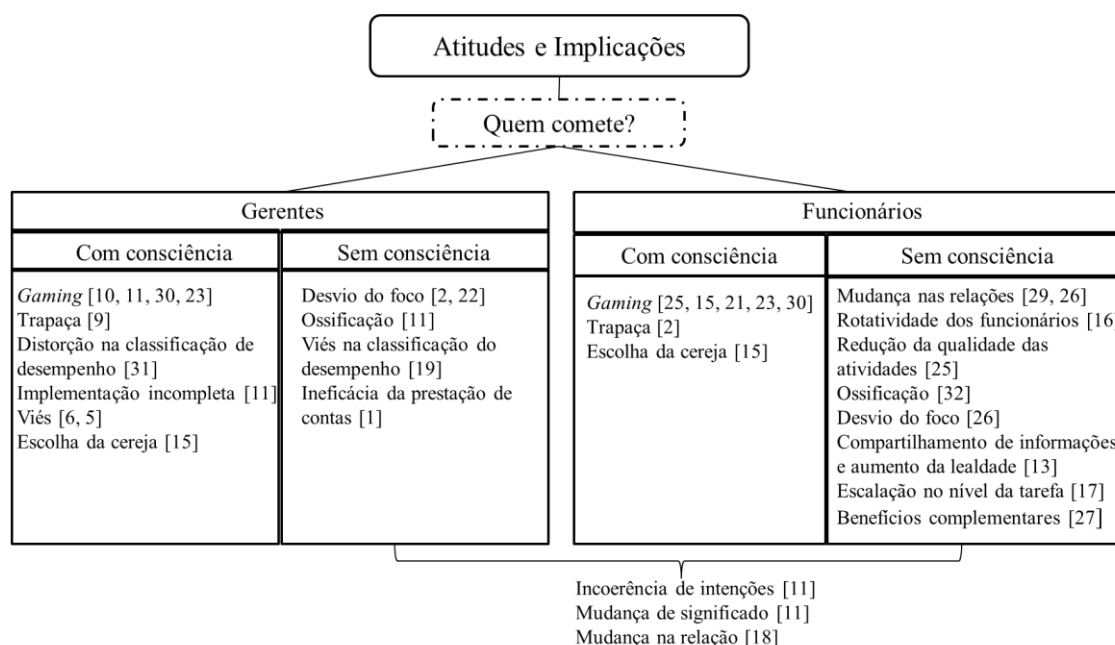 Atitudes e Implicações
Quem comete?
Gerentes
Com consciência
Gaming [10, 11, 30, 23]
Trapaça [9]
Distorção na classificação de
desempenho [31]
Implementação incompleta [11]
Viés [6, 5]
Escolha da cereja [15]
Sem consciência
Desvio do foco [2, 22]
Ossificação [11]
Viés na classificação do
desempenho [19]
Ineficácia da prestação de
contas [1]
Funcionários
Com consciência
Gaming [25, 15, 21, 23, 30]
Trapaça [2]
Escolha da cereja [15]
Sem consciência
Mudança nas relações [29, 26]
Rotatividade dos funcionários [16]
Redução da qualidade das
atividades [25]
Ossificação [32]
Desvio do foco [26]
Compartilhamento de informações
e aumento da lealdade [13]
Escalação no nível da tarefa [17]
Benefícios complementares [27]
Incoerência de intenções [11]
Mudança de significado [11]
Mudança na relação [18]